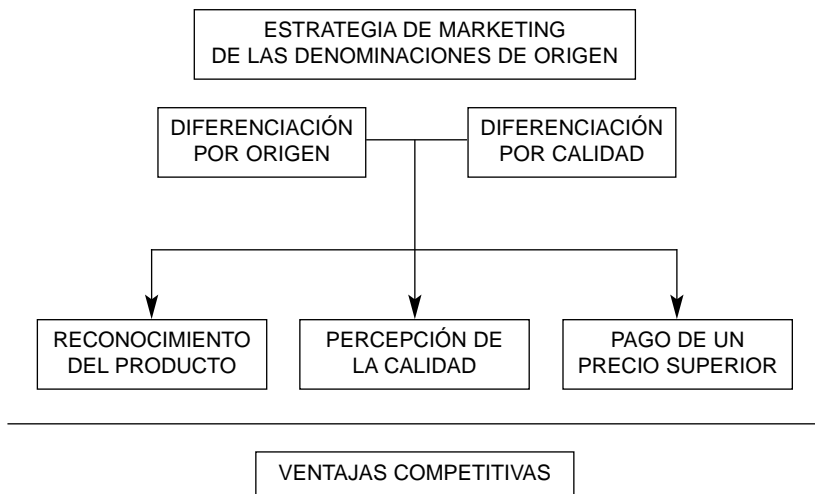 ESTRATEGIA DE MARKETING
DE LAS DENOMINACIONES DE ORIGEN
DIFERENCIACIÓN
POR ORIGEN
DIFERENCIACIÓN
POR CALIDAD
RECONOCIMIENTO
DEL PRODUCTO
PERCEPCIÓN DE
LA CALIDAD
PAGO DE UN
PRECIO SUPERIOR
VENTAJAS COMPETITIVAS